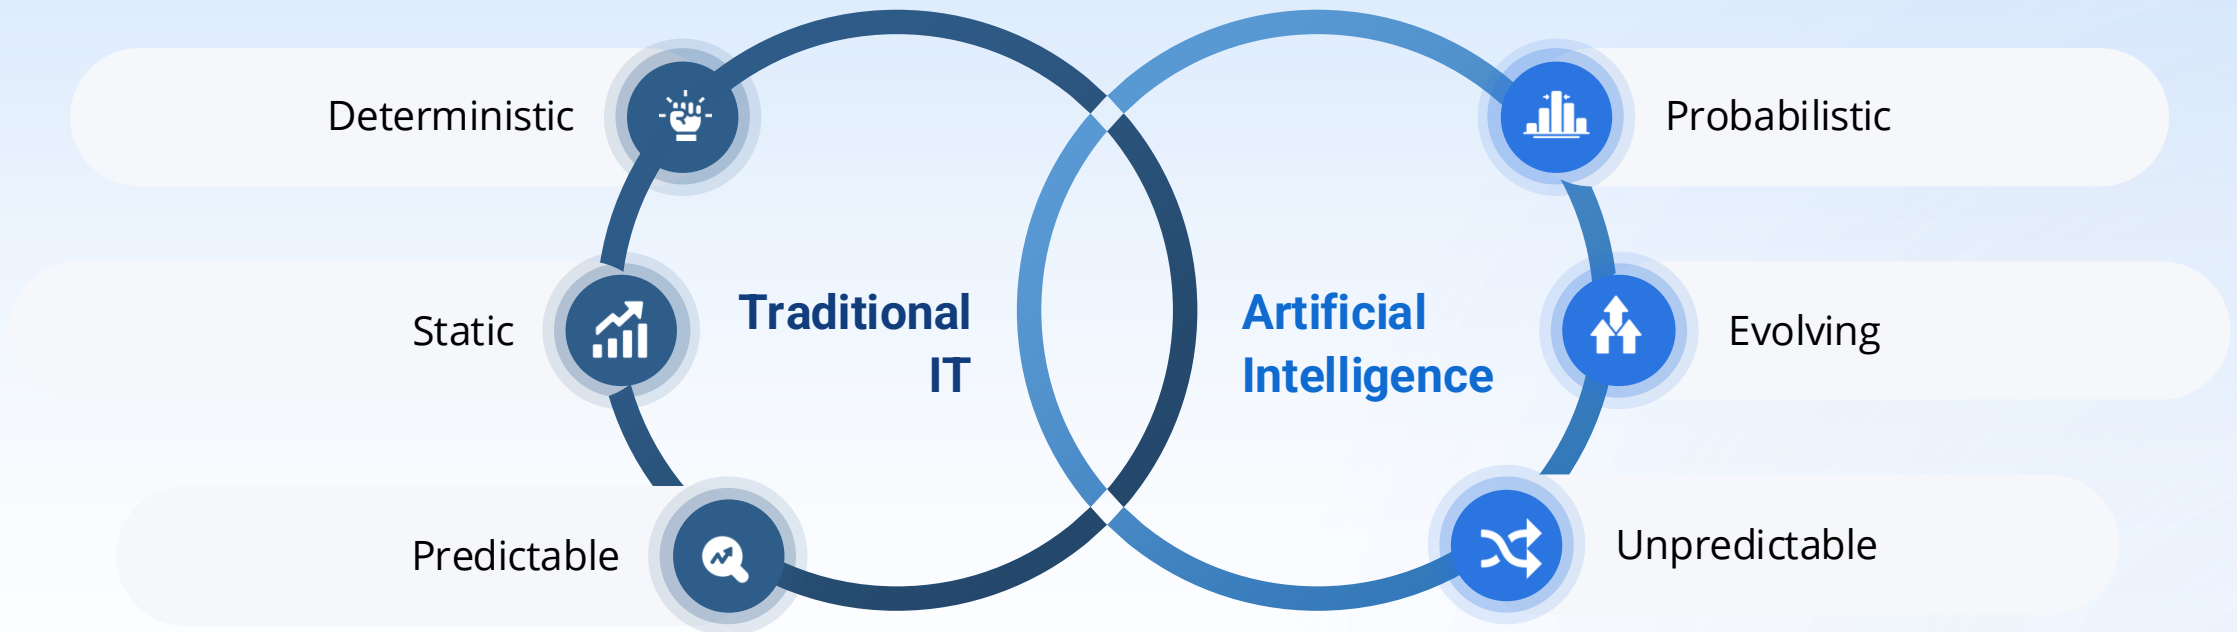 Deterministic
Static
Predictable
Traditional
IT
Artificial
Intelligence
Probabilistic
Evolving
Unpredictable